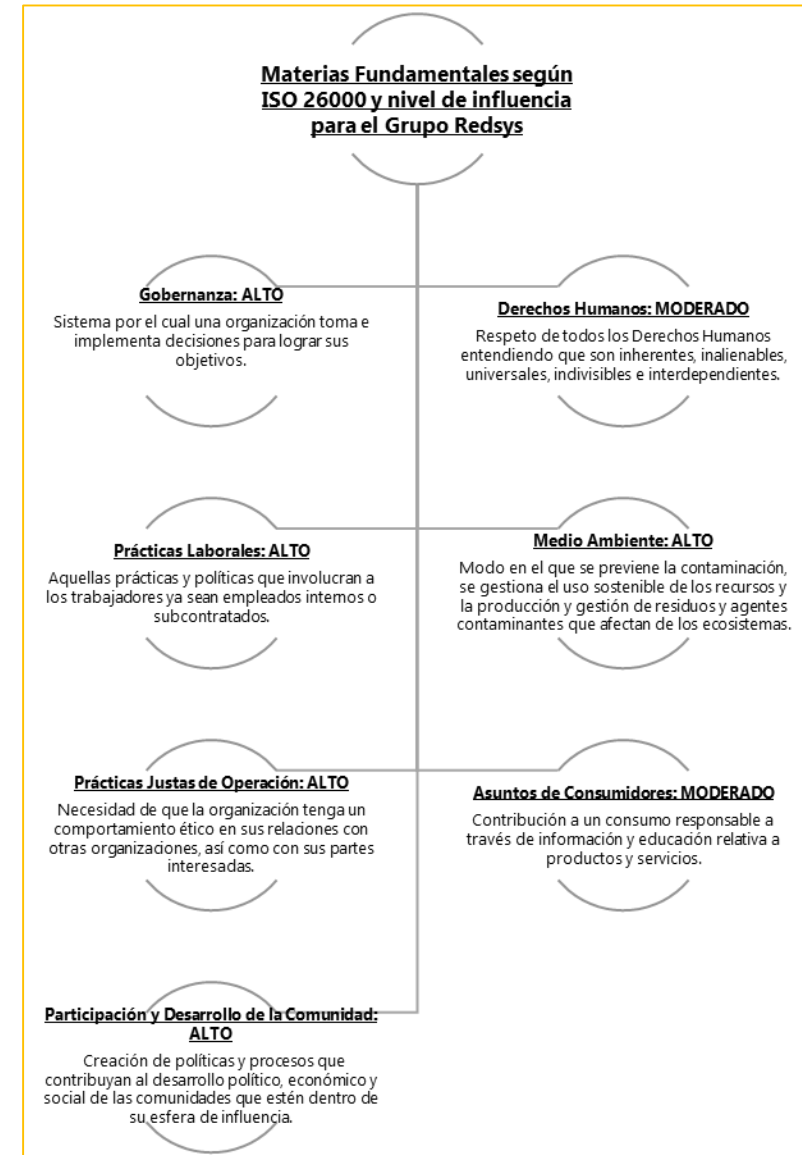 Materias Fundamentales según
ISO 26000 y nivel de influencia
para el Grupo Redsys
Gobernanza: ALTO
Sistema por el cual una organización toma e
implementa decisiones para lograr sus
objetivos.
Derechos Humanos: MODERADO
Respeto de todos los Derechos Humanos
entendiendo que son inherentes, inalienables,
universales, indivisibles e interdependientes.
Prácticas Laborales: ALTO
Aquellas prácticas y políticas que involucran a
los trabajadores ya sean empleados internos o
subcontratados.
Medio Ambiente: ALTO
Modo en el que se previene la contaminación,
se gestiona el uso sostenible de los recursos y
la producción y gestión de residuos y agentes
contaminantes que afectan de los ecosistemas.
Prácticas Justas de Operación: ALTO
Necesidad de que la organización tenga un
comportamiento ético en sus relaciones con
otras organizaciones, así como con sus partes
interesadas.
Asuntos de Consumidores: MODERADO
Contribución a un consumo responsable a
través de información y educación relativa a
productos y servicios.
Participación y Desarrollo de la Comunidad:
ALTO
Creación de políticas y procesos que
contribuyan al desarrollo político, económico y
social de las comunidades que estén dentro de
su esfera de influencia.